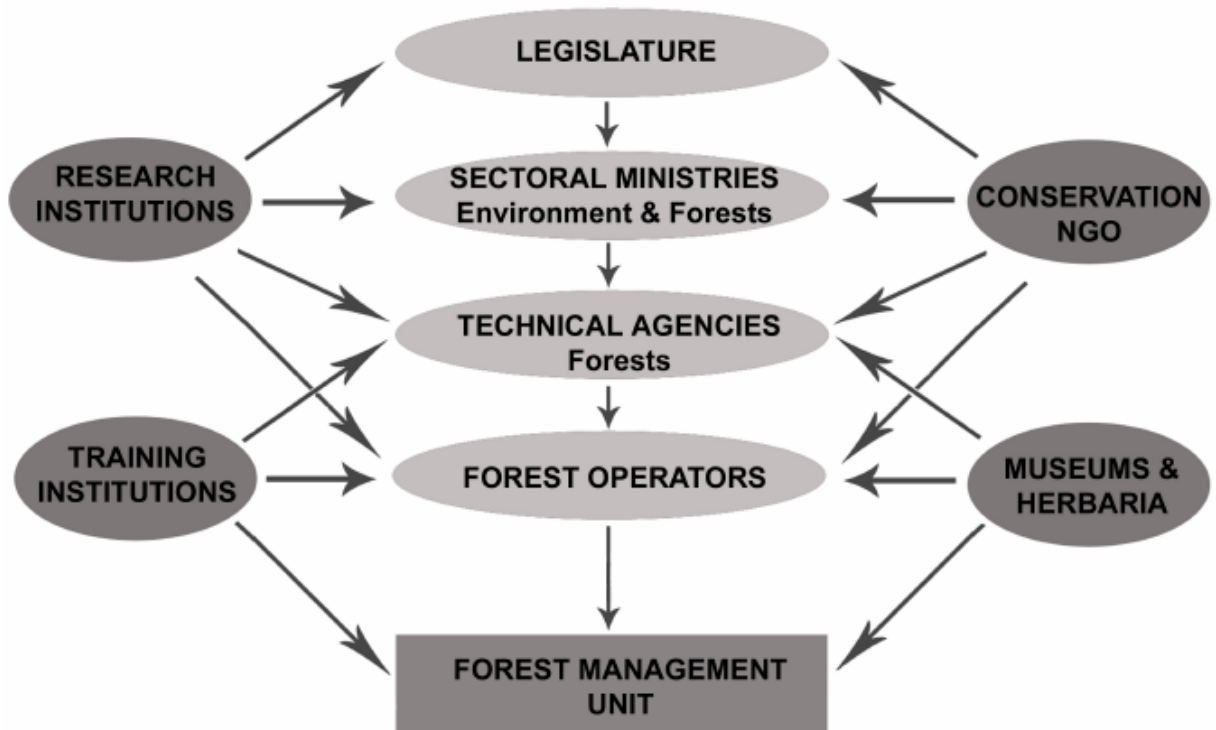 LEGISLATURE
RESEARCH
INSTITUTIONS
SECTORAL MINISTRIES
Environment & Forests
CONSERVATION
NGO
TECHNICAL AGENCIES
Forests
TRAINING
INSTITUTIONS
FOREST OPERATORS
MUSEUMS &
HERBARIA
FOREST MANAGEMENT
UNIT